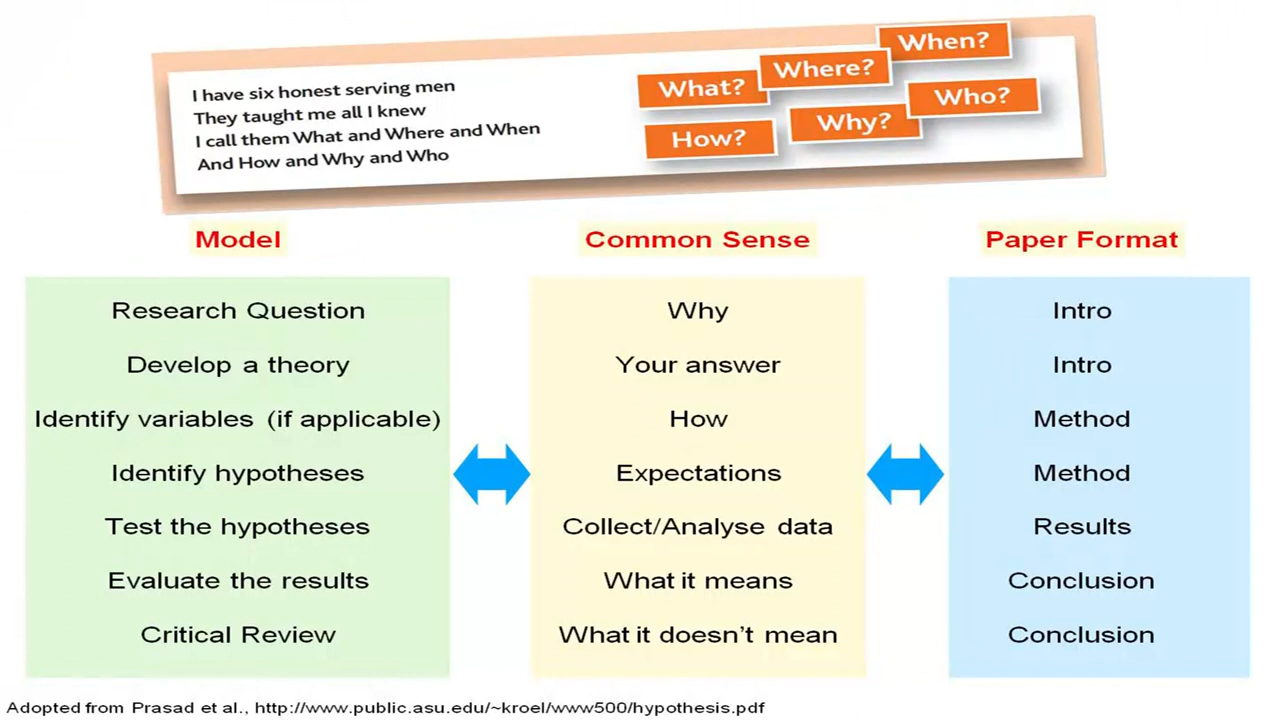 I have six honest serving men
They taught me all I knew
I call them What and Where and When
And How and Why and Who
When?
Where?
What?
Who?
Why?
How?
Model
Common Sense
Paper Format
Research Question
Why
Intro
Develop a theory
Your answer
Intro
Identify variables (if applicable)
How
Method
Identify hypotheses
Expectations
Method
Test the hypotheses
Collect/Analyse data
Results
Evaluate the results
What it means
Conclusion
Critical Review
What it doesn't mean
Conclusion
Adopted from Prasad et al., http://www.public.asu.edu/~kroel/www500/hypothesis.pdf